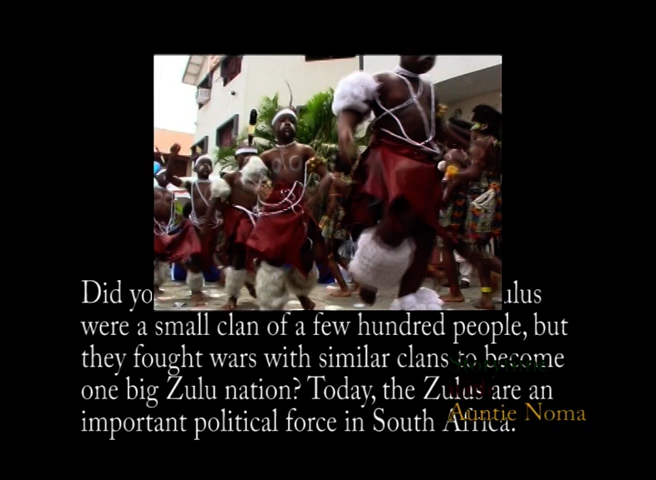 Did yo ulus
were a small clan of a few hundred people, but
they fought wars with similar clans to become
one big Zulu nation? Today, the Zulus are an
important political force in South Africa.
Auntie Noma